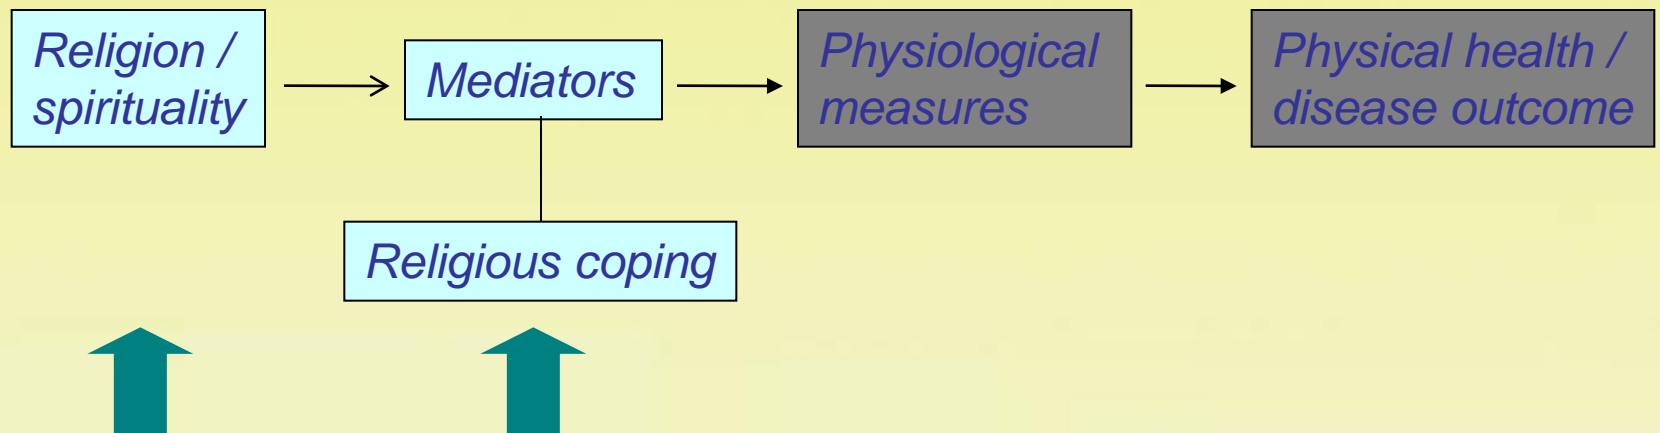 Religion /
spirituality
Mediators
Physiological
measures
Physical health /
disease outcome
Religious coping